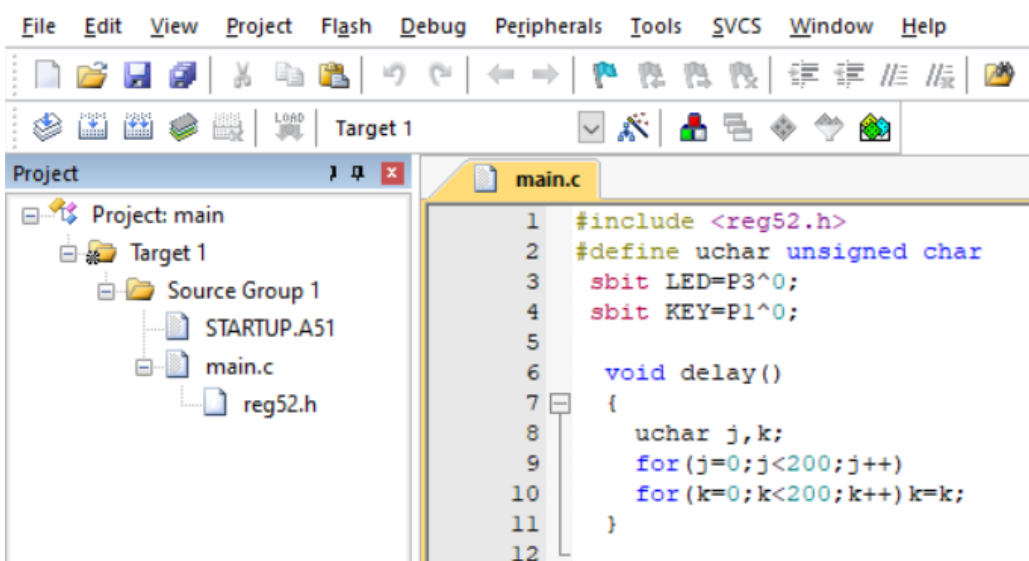 File Edit View Project Flash Debug Peripherals Tools SVCS Window Help
LOAD
Target 1
Project
main.c
Project: main
Target 1
Source Group 1
STARTUP.A51
main.c
reg52.h
1 #include <reg52.h>
2 #define uchar unsigned char
3 sbit LED=P3^0;
4 sbit KEY=P1^0;
5
6 void delay()
7 {
8 uchar j,k;
9 for(j=0;j<200;j++)
10 for(k=0;k<200;k++)k=k;
11 }
12